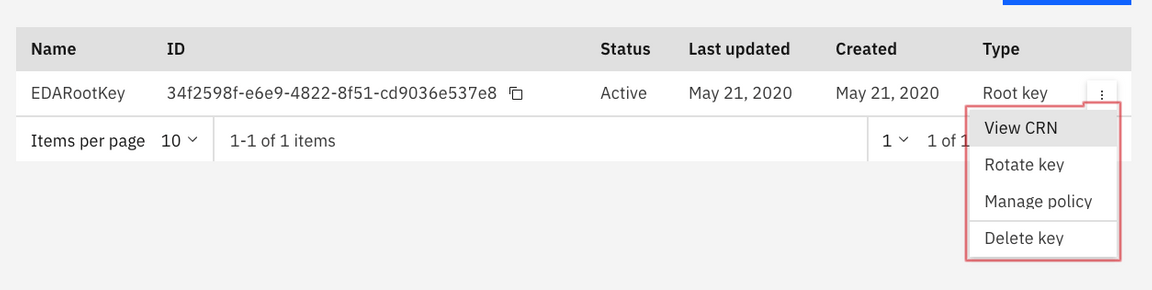 Name ID Status Last updated Created Type
EDARootKey 34f2598f-e6e9-4822-8f51-cd9036e537e8 Active May 21, 2020 May 21, 2020 Root key
Items per page 10 1-1 of 1 items 1 1 of 1
View CRN
Rotate key
Manage policy
Delete key